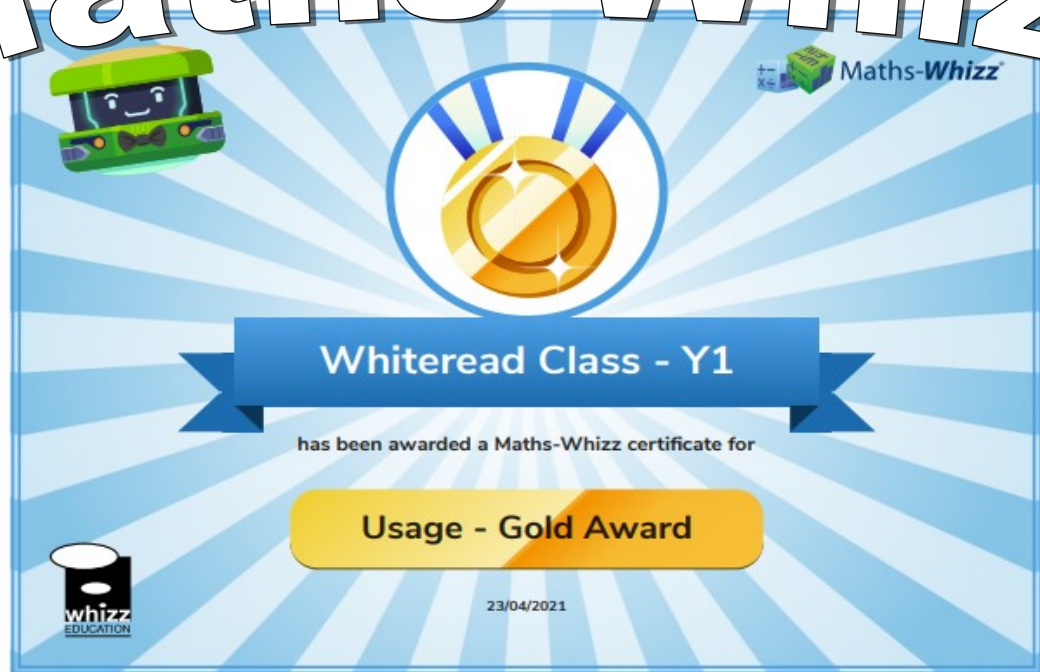 Maths-Whizz
Whiteread Class - Y1
has been awarded a Maths-Whizz certificate for
Usage - Gold Award
23/04/2021
whizz
EDUCATION